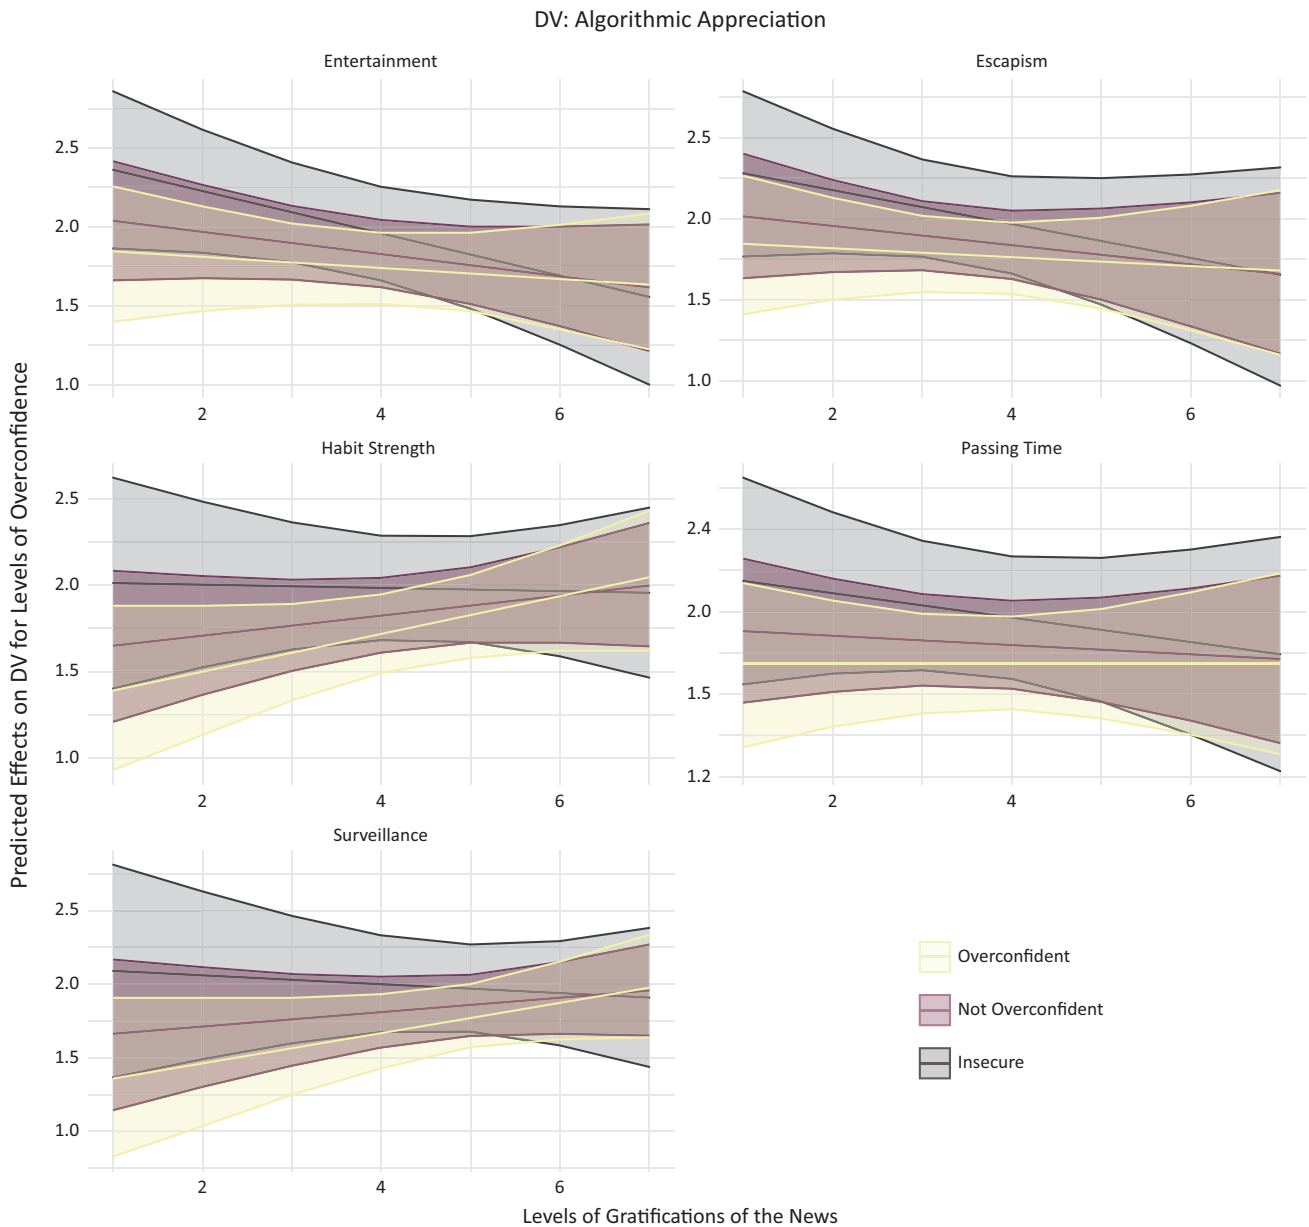 DV: Algorithmic Appreciation
Entertainment
Escapism
2.5
2.0
1.5
1.0
2.5
2.0
1.5
1.0
2 4 6
2 4 6
Habit Strength
Passing Time
2.5
2.0
1.5
1.0
2.4
2.0
1.5
1.2
2 4 6
2 4 6
Surveillance
2.5
2.0
1.5
1.0
2 4 6
Predicted Effects on DV for Levels of Overconfidence
Levels of Gratifications of the News
Overconfident
Not Overconfident
Insecure